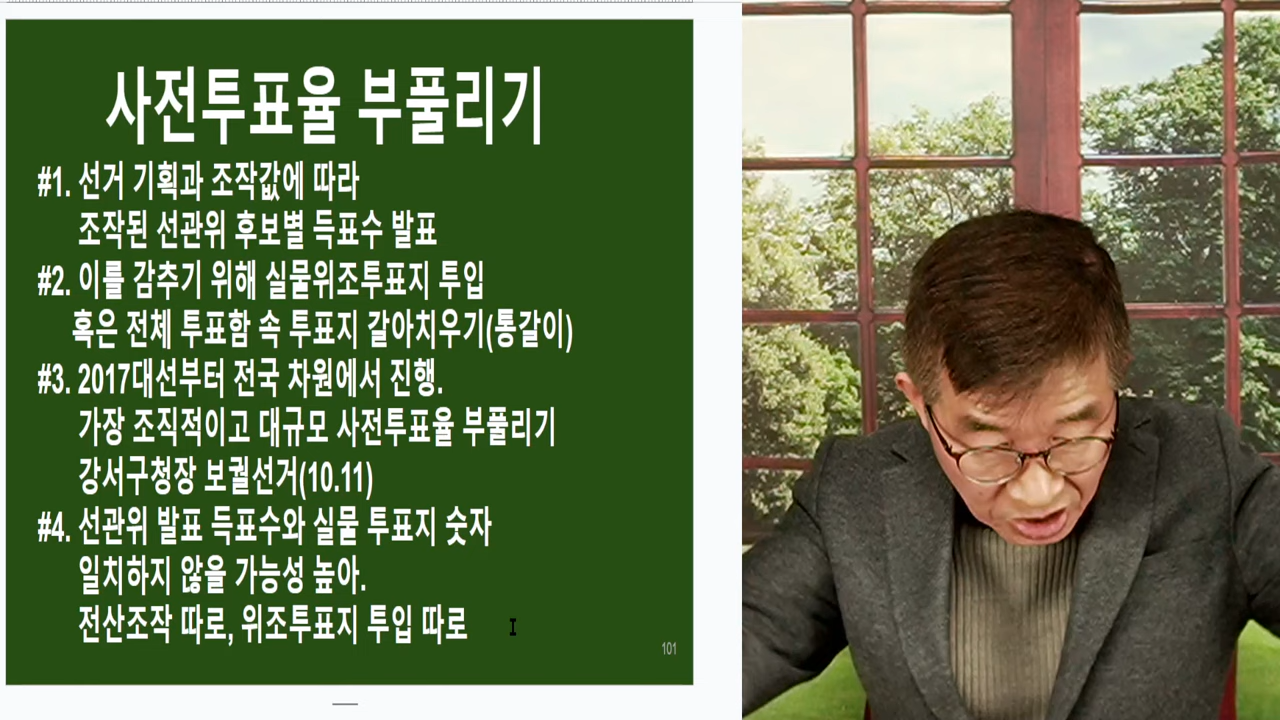 사전투표율 부풀리기
#1. 선거 기획과 조작값에 따라
조작된 선관위 후보별 득표수 발표
#2. 이를 감추기 위해 실물위조투표지 투입
혹은 전체 투표함 속 투표지 갈아치우기(통갈이)
#3. 2017대선부터 전국 차원에서 진행.
가장 조직적이고 대규모 사전투표율 부풀리기
강서구청장 보궐선거(10.11)
#4. 선관위 발표 득표수와 실물 투표지 숫자
일치하지 않을 가능성 높아.
전산조작 따로, 위조투표지 투입 따로
101